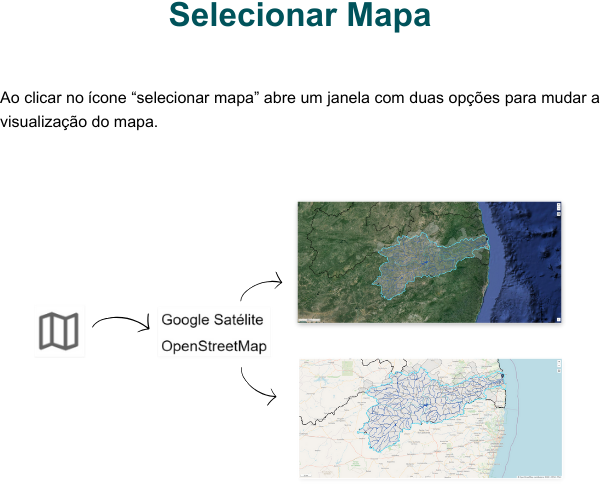 Selecionar Mapa
Ao clicar no ícone “selecionar mapa” abre um janela com duas opções para mudar a
visualização do mapa.
Google Satélite
OpenStreetMap